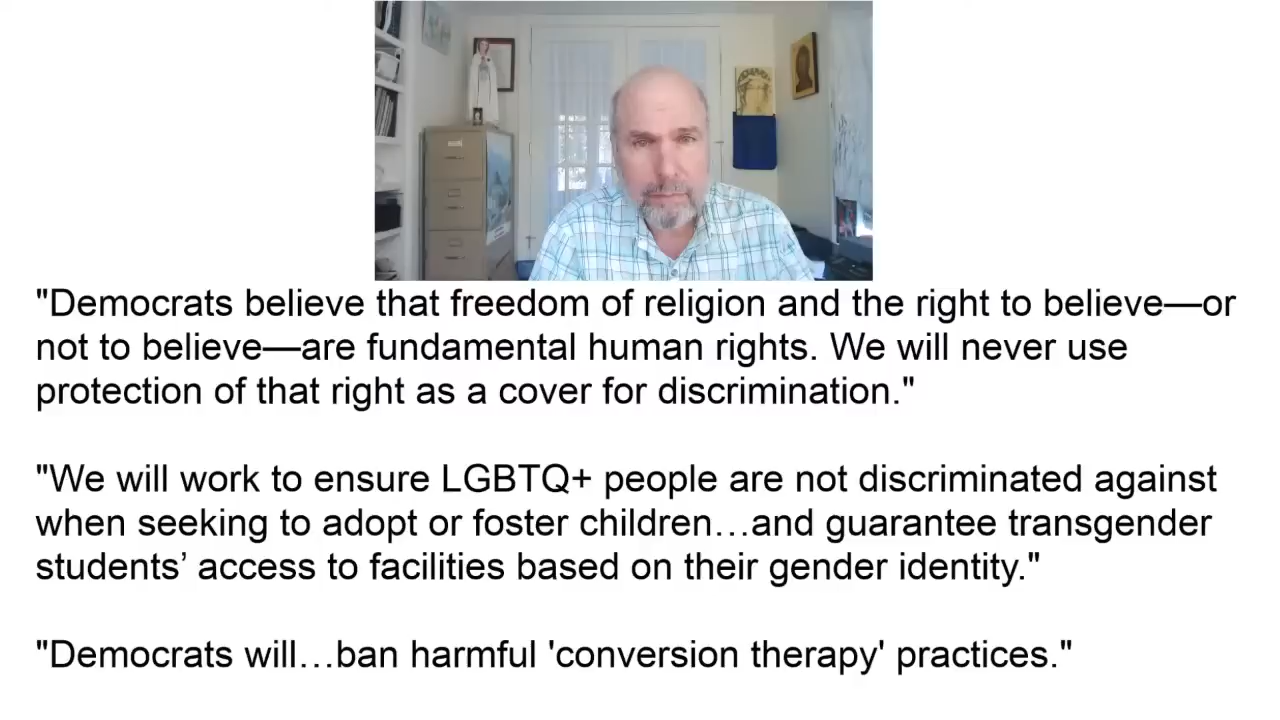 "Democrats believe that freedom of religion and the right to believe—or
not to believe—are fundamental human rights. We will never use
protection of that right as a cover for discrimination."
"We will work to ensure LGBTQ+ people are not discriminated against
when seeking to adopt or foster children…and guarantee transgender
students’ access to facilities based on their gender identity."
"Democrats will…ban harmful 'conversion therapy' practices."